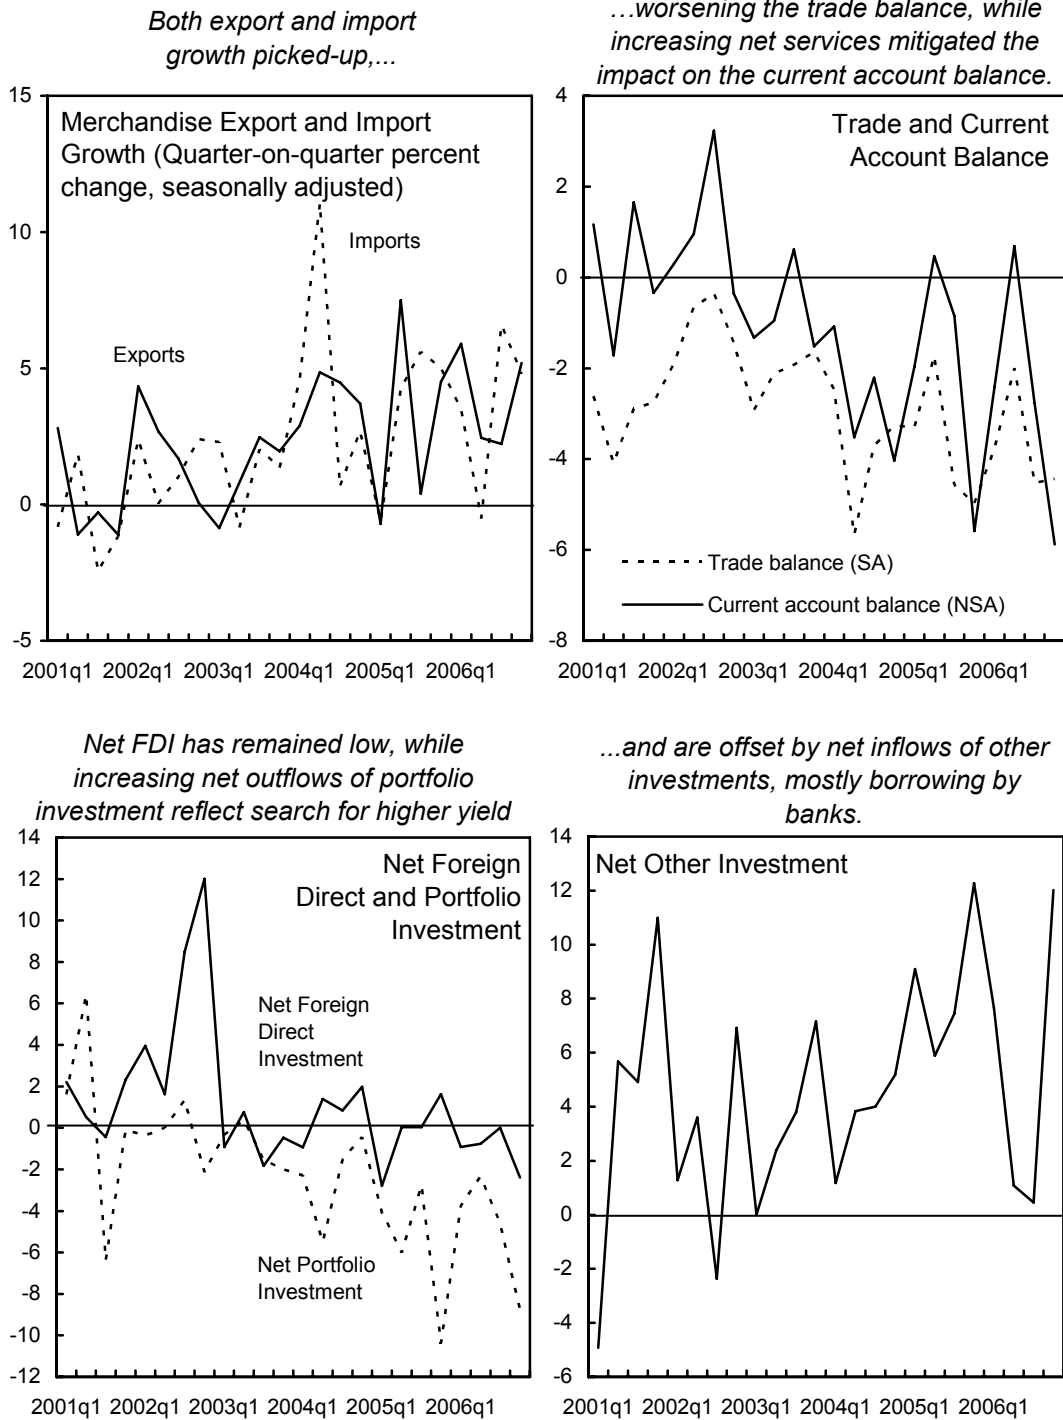 Both export and import
growth picked-up,...
15
10
5
0
-5
Merchandise Export and Import
Growth (Quarter-on-quarter percent
change, seasonally adjusted)
Imports
Exports
2001q1 2002q1 2003q1 2004q1 2005q1 2006q1
…worsening the trade balance, while
increasing net services mitigated the
impact on the current account balance.
4
2
0
-2
-4
-6
-8
Trade and Current
Account Balance
Trade balance (SA)
Current account balance (NSA)
2001q1 2002q1 2003q1 2004q1 2005q1 2006q1
Net FDI has remained low, while
increasing net outflows of portfolio
investment reflect search for higher yield
14
12
10
8
6
4
2
0
-2
-4
-6
-8
-10
-12
Net Foreign
Direct and Portfolio
Investment
Net Foreign
Direct
Investment
Net Portfolio
Investment
2001q1 2002q1 2003q1 2004q1 2005q1 2006q1
...and are offset by net inflows of other
investments, mostly borrowing by
banks.
14
12
10
8
6
4
2
0
-2
-4
-6
Net Other Investment
2001q1 2002q1 2003q1 2004q1 2005q1 2006q1